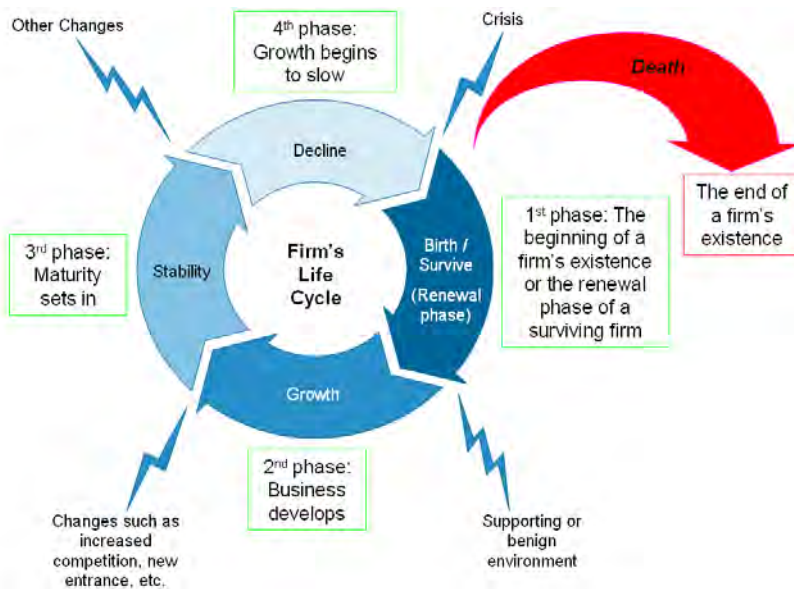 Other Changes
4th phase:
Growth begins
to slow
Crisis
Death
Decline
The end of
a firm's
existence
1st phase: The
beginning of a
firm's existence
or the renewal
phase of a
surviving firm
Birth /
Survive
(Renewal
phase)
Firm's
Life
Cycle
3rd phase:
Maturity
sets in
Stability
Growth
2nd phase:
Business
develops
Changes such as
increased
competition, new
entrance, etc.
Supporting or
benign
environment